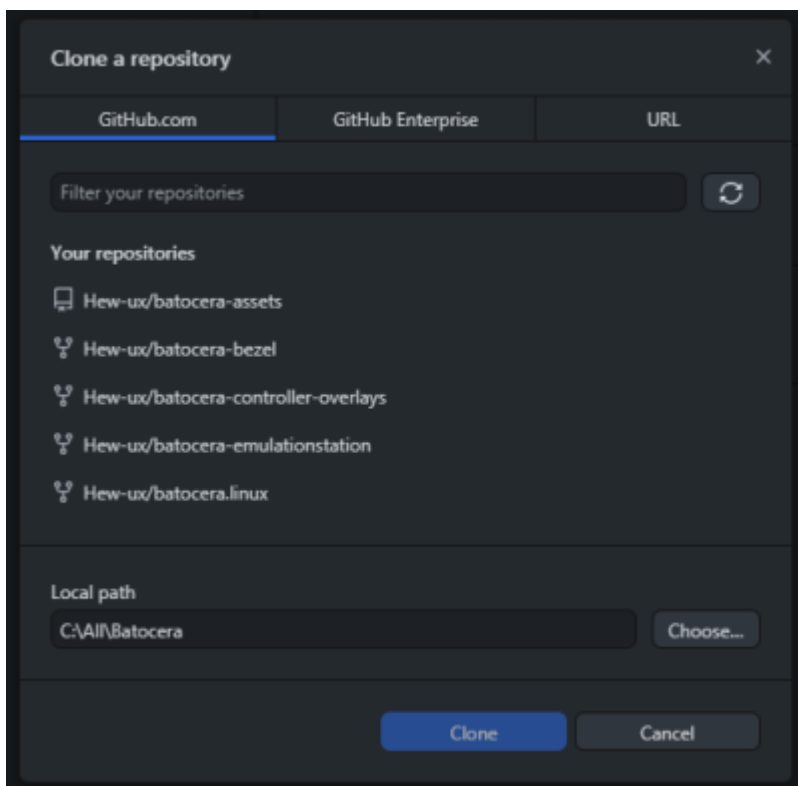 Clone a repository
GitHub.com GitHub Enterprise URL
Filter your repositories
Your repositories
Hew-ux/batocera-assets
Hew-ux/batocera-bezel
Hew-ux/batocera-controller-overlays
Hew-ux/batocera-emulationstation
Hew-ux/batocera.linux
Local path
C:\All\Batocera Choose...
Clone Cancel